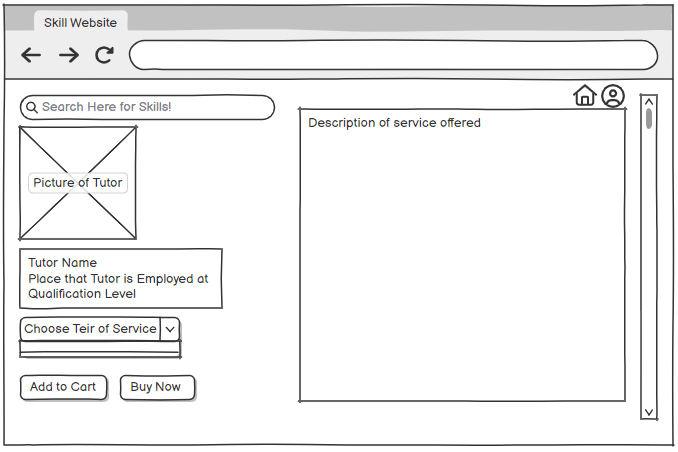 Skill Website
Search Here for Skills!
Description of service offered
Picture of Tutor
Tutor Name
Place that Tutor is Employed at
Qualification Level
Choose Teir of Service
Add to Cart
Buy Now